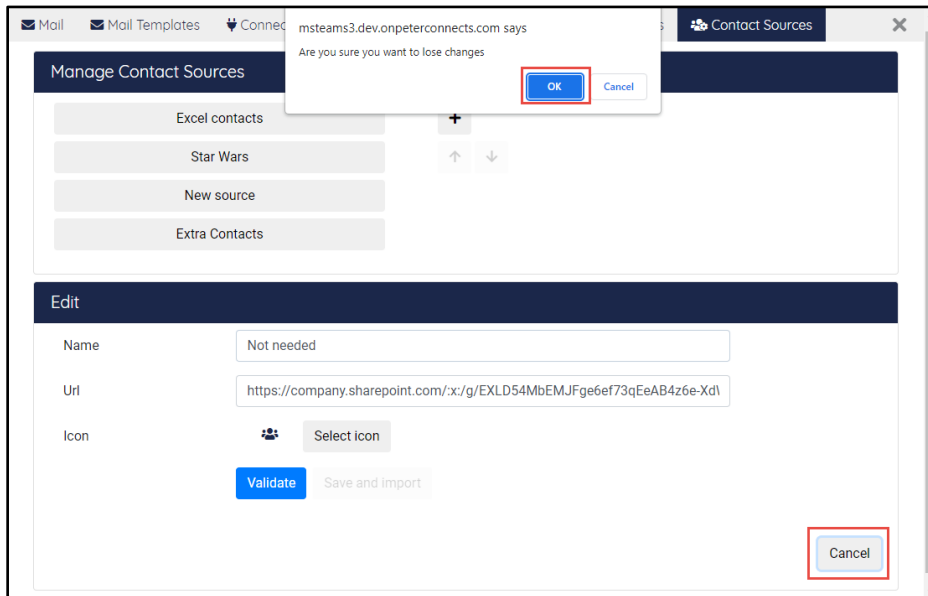 Mail
Mail Templates
Connec
msteams3.dev.onpeterconnects.com says
Are you sure you want to lose changes
OK
Cancel
s
Contact Sources
Manage Contact Sources
Excel contacts
Star Wars
New source
Extra Contacts
Edit
Name
Not needed
Url
https://company.sharepoint.com/:x:/g/EXLD54MbEMJFge6ef73qEeAB4z6e-Xd\
Icon
Select icon
Validate
Save and import
Cancel